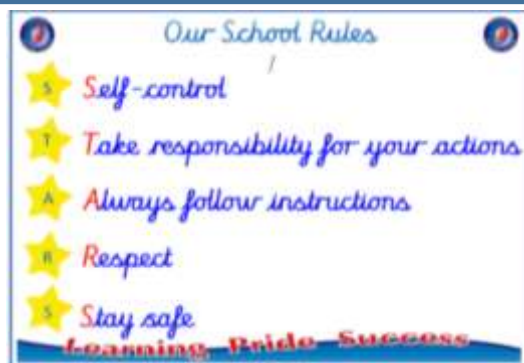 Our School Rules
S Self-control
T Take responsibility for your actions
A Always follow instructions
R Respect
S Stay safe
Learning Pride Success